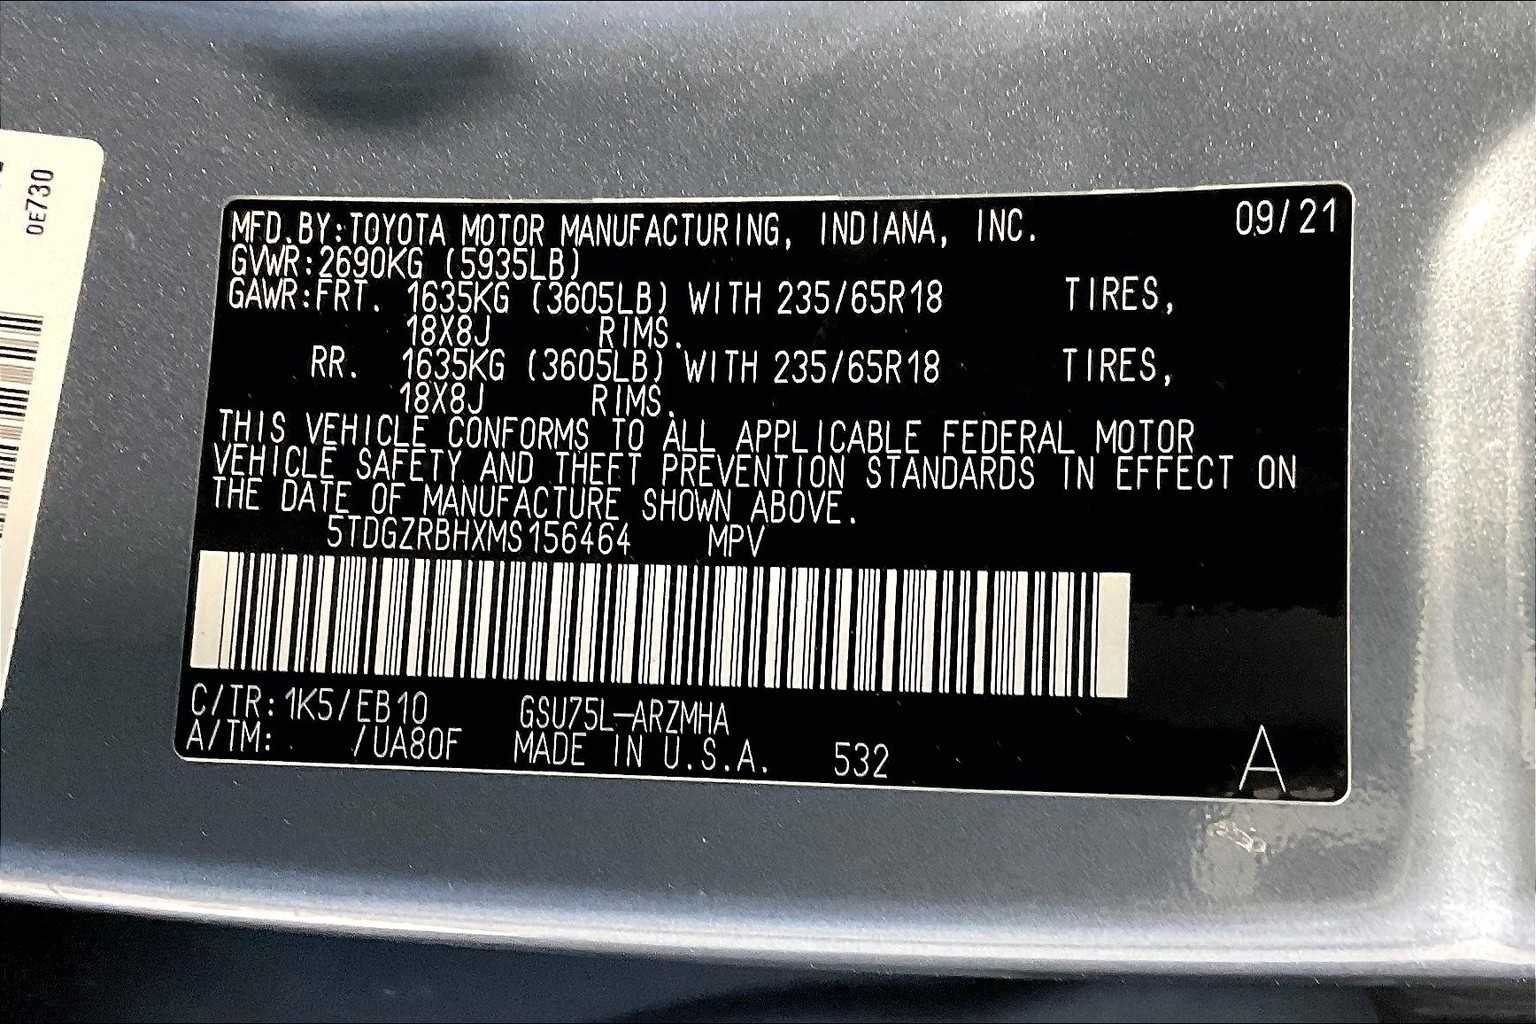 0E730
MFD.BY:TOYOTA MOTOR MANUFACTURING, INDIANA, INC. 09/21
GVWR:2690KG (5935LB)
GAWR:FRT. 1635KG (3605LB) WITH 235/65R18 TIRES,
18X8J RIMS.
RR. 1635KG (3605LB) WITH 235/65R18 TIRES,
18X8J RIMS.
THIS VEHICLE CONFORMS TO ALL APPLICABLE FEDERAL MOTOR
VEHICLE SAFETY AND THEFT PREVENTION STANDARDS IN EFFECT ON
THE DATE OF MANUFACTURE SHOWN ABOVE.
5TDGZRBHXMS156464 MPV
C/TR:1K5/EB10 GSU75L-ARZMHA
A/TM: /UA80F MADE IN U.S.A. 532 A